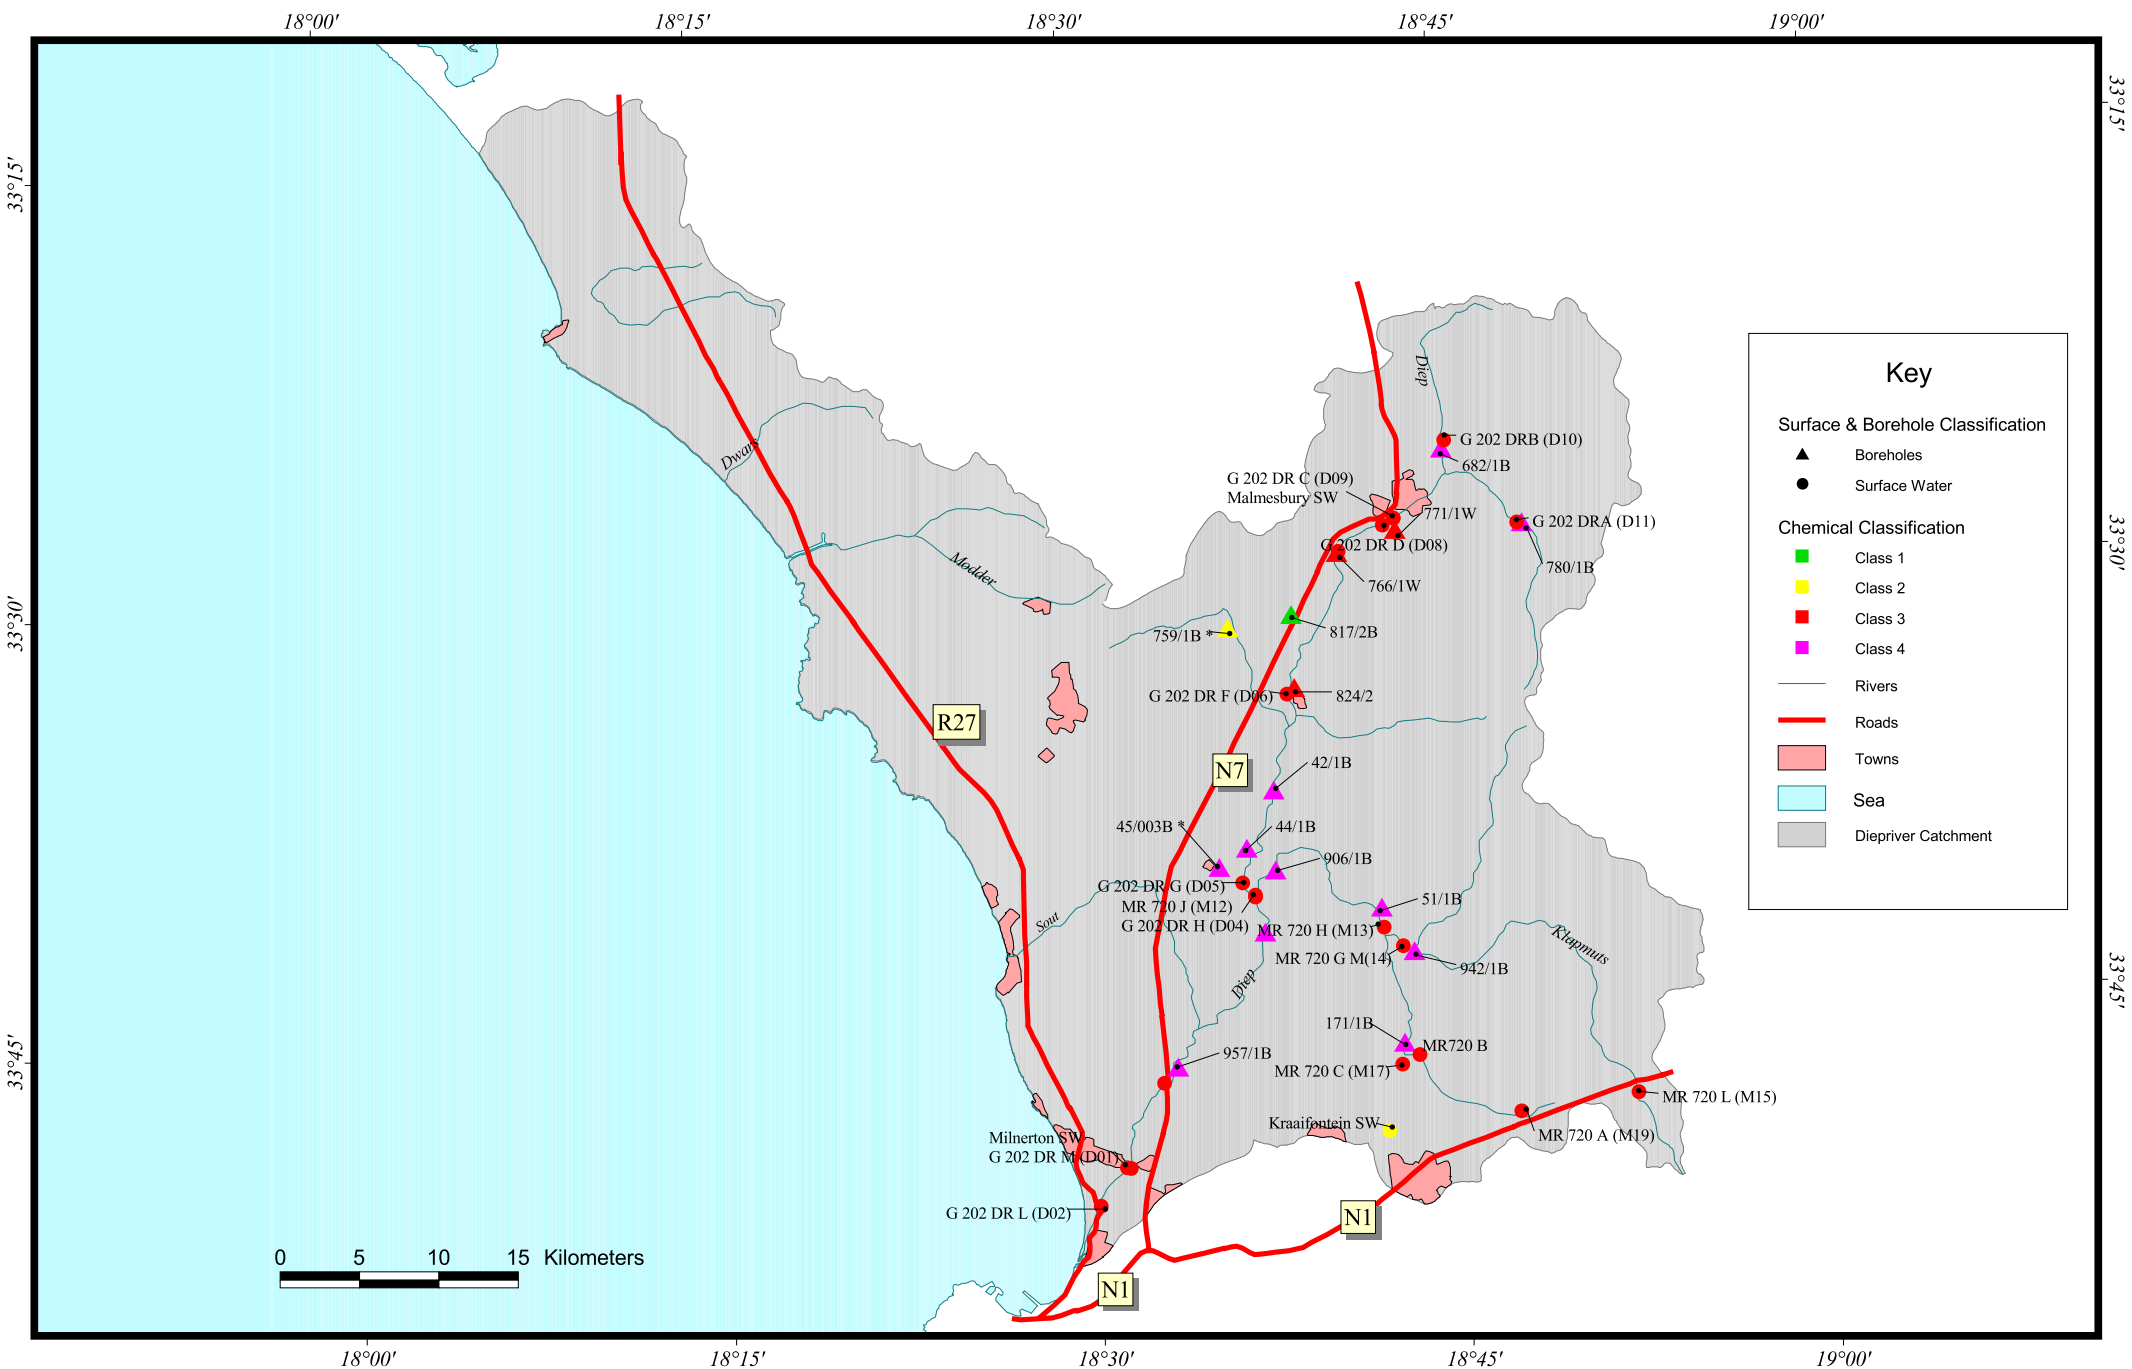 18°00'
18°15'
18°30'
18°45'
19°00'
33°15'
33°15'
33°30'
33°30'
33°45'
33°45'
Key
Surface & Borehole Classification
Boreholes
Surface Water
Chemical Classification
Class 1
Class 2
Class 3
Class 4
Rivers
Roads
Towns
Sea
Diepriver Catchment
Diep
G 202 DRB (D10)
682/1B
G 202 DR C (D09)
Malmesbury SW
771/1W
G 202 DRA (D11)
G 202 DR D (D08)
780/1B
766/1W
Dwars
Modder
759/1B *
817/2B
G 202 DR F (D06)
824/2
R27
N7
42/1B
45/003B *
44/1B
906/1B
G 202 DR G (D05)
MR 720 J (M12)
G 202 DR H (D04)
51/1B
MR 720 H (M13)
MR 720 G M(14)
942/1B
Klapmuts
Sout
Diep
171/1B
MR720 B
957/1B
MR 720 C (M17)
MR 720 L (M15)
Kraaifontein SW
MR 720 A (M19)
Milnerton SW
G 202 DR M (D01)
G 202 DR L (D02)
N1
N1
0 5 10 15 Kilometers
18°00'
18°15'
18°30'
18°45'
19°00'